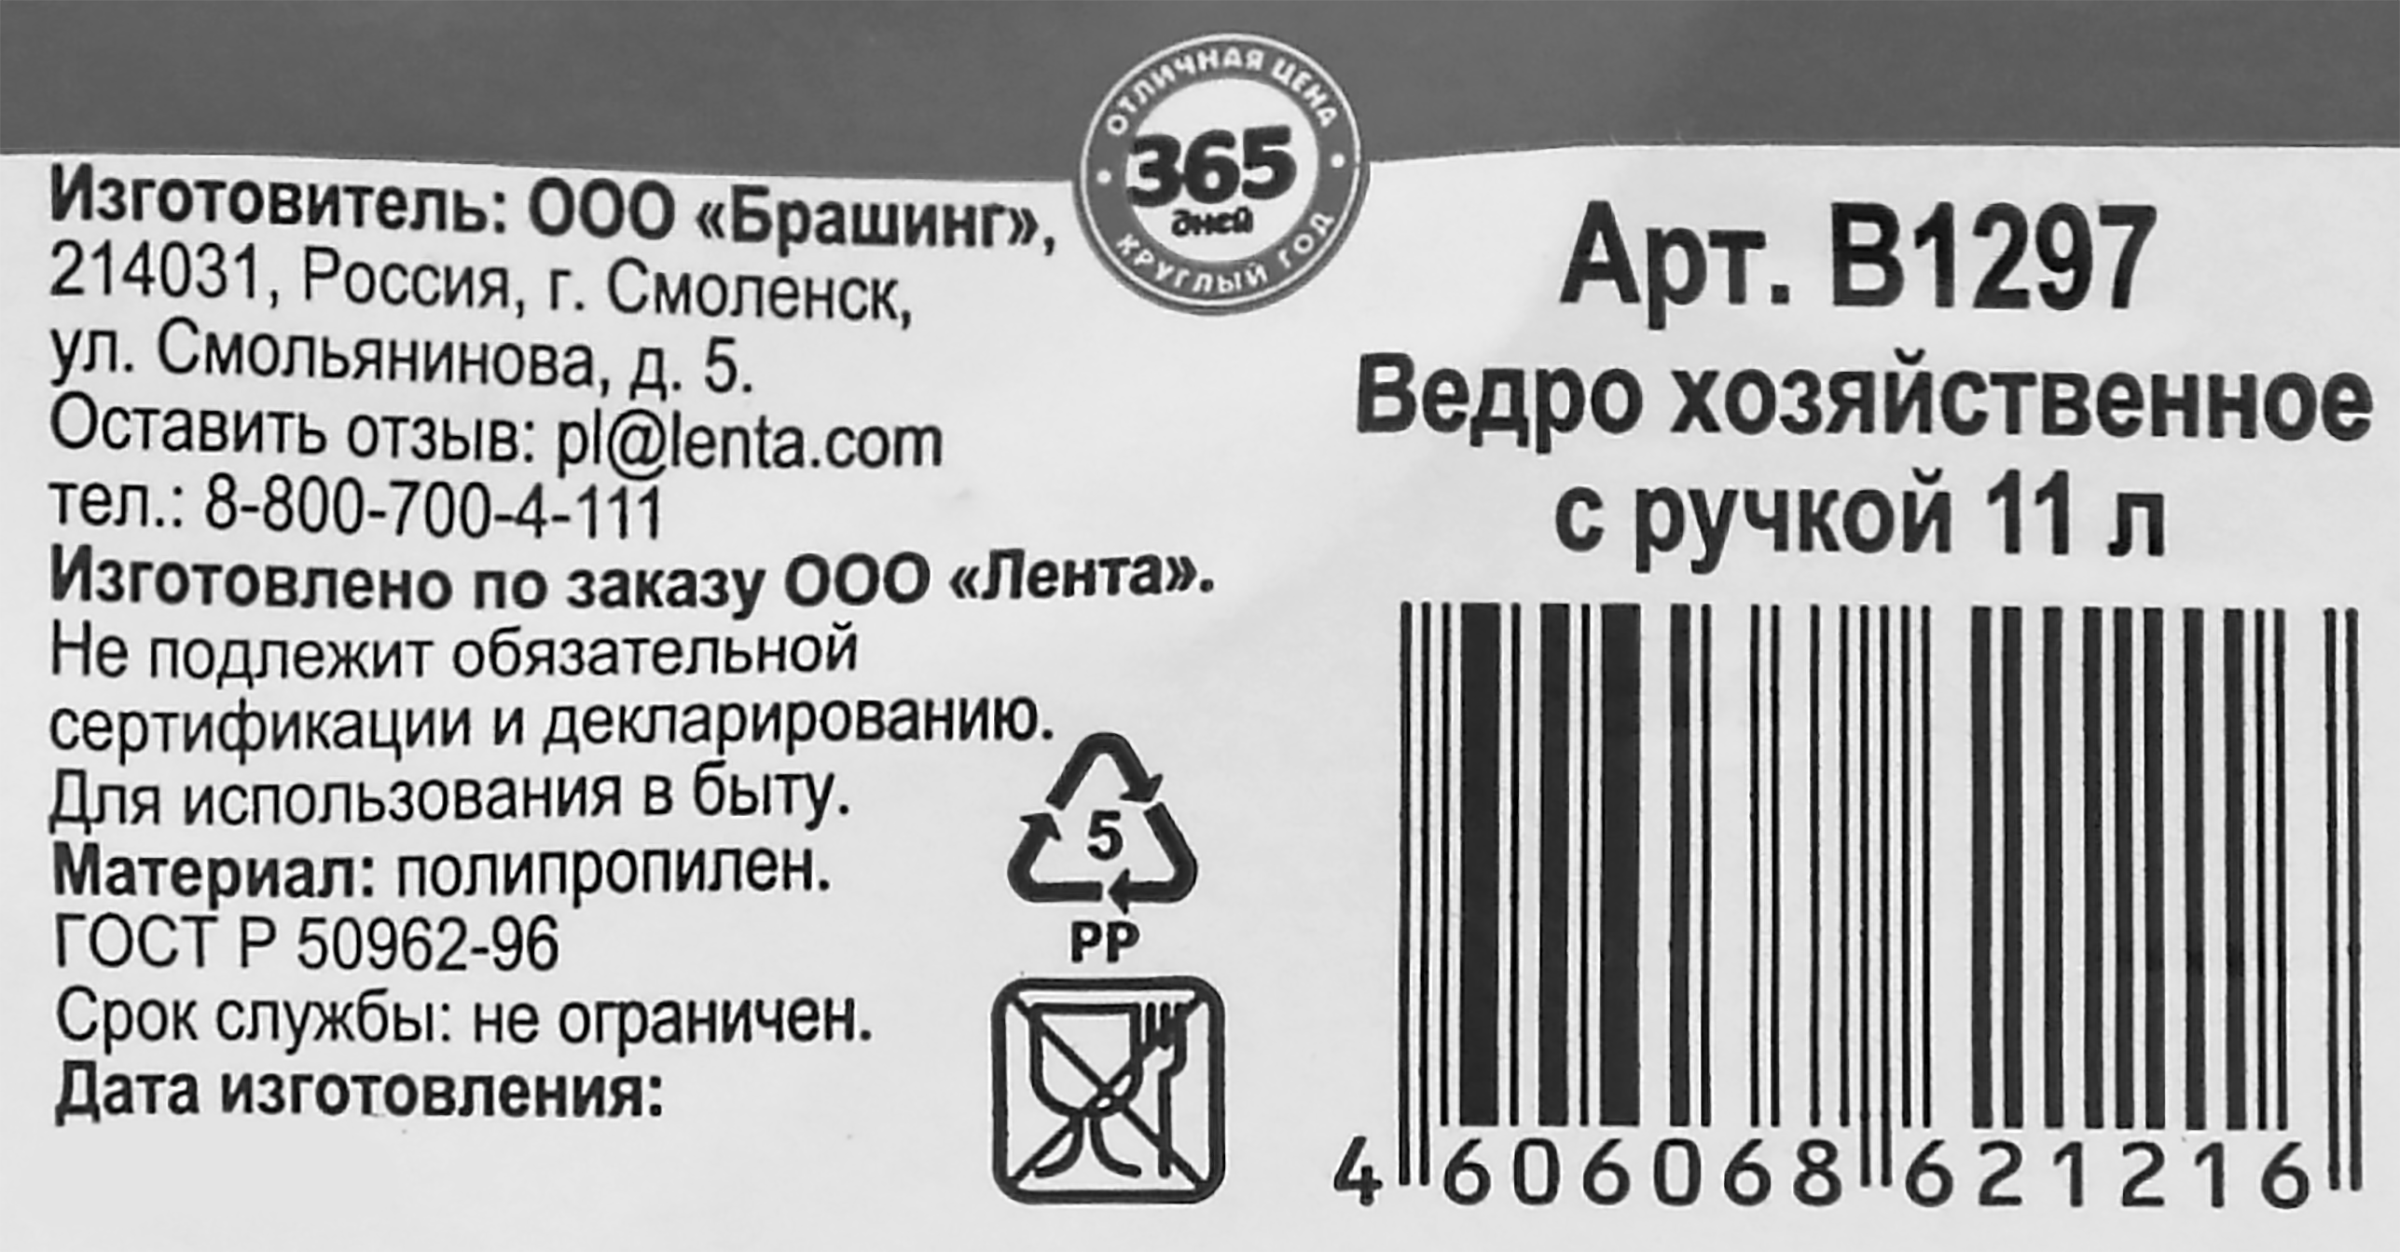 ОТЛИЧНАЯ ЦЕНА
365
дней
КРУГЛЫЙ ГОД
Изготовитель: ООО «Брашинг»,
214031, Россия, г. Смоленск,
ул. Смольянинова, д. 5.
Оставить отзыв: pl@lenta.com
тел.: 8-800-700-4-111
Изготовлено по заказу ООО «Лента».
Не подлежит обязательной
сертификации и декларированию.
Для использования в быту.
Материал: полипропилен.
ГОСТ Р 50962-96
Срок службы: не ограничен.
Дата изготовления:
5
PP
Арт. В1297
Ведро хозяйственное
с ручкой 11 л
4 606068 621216